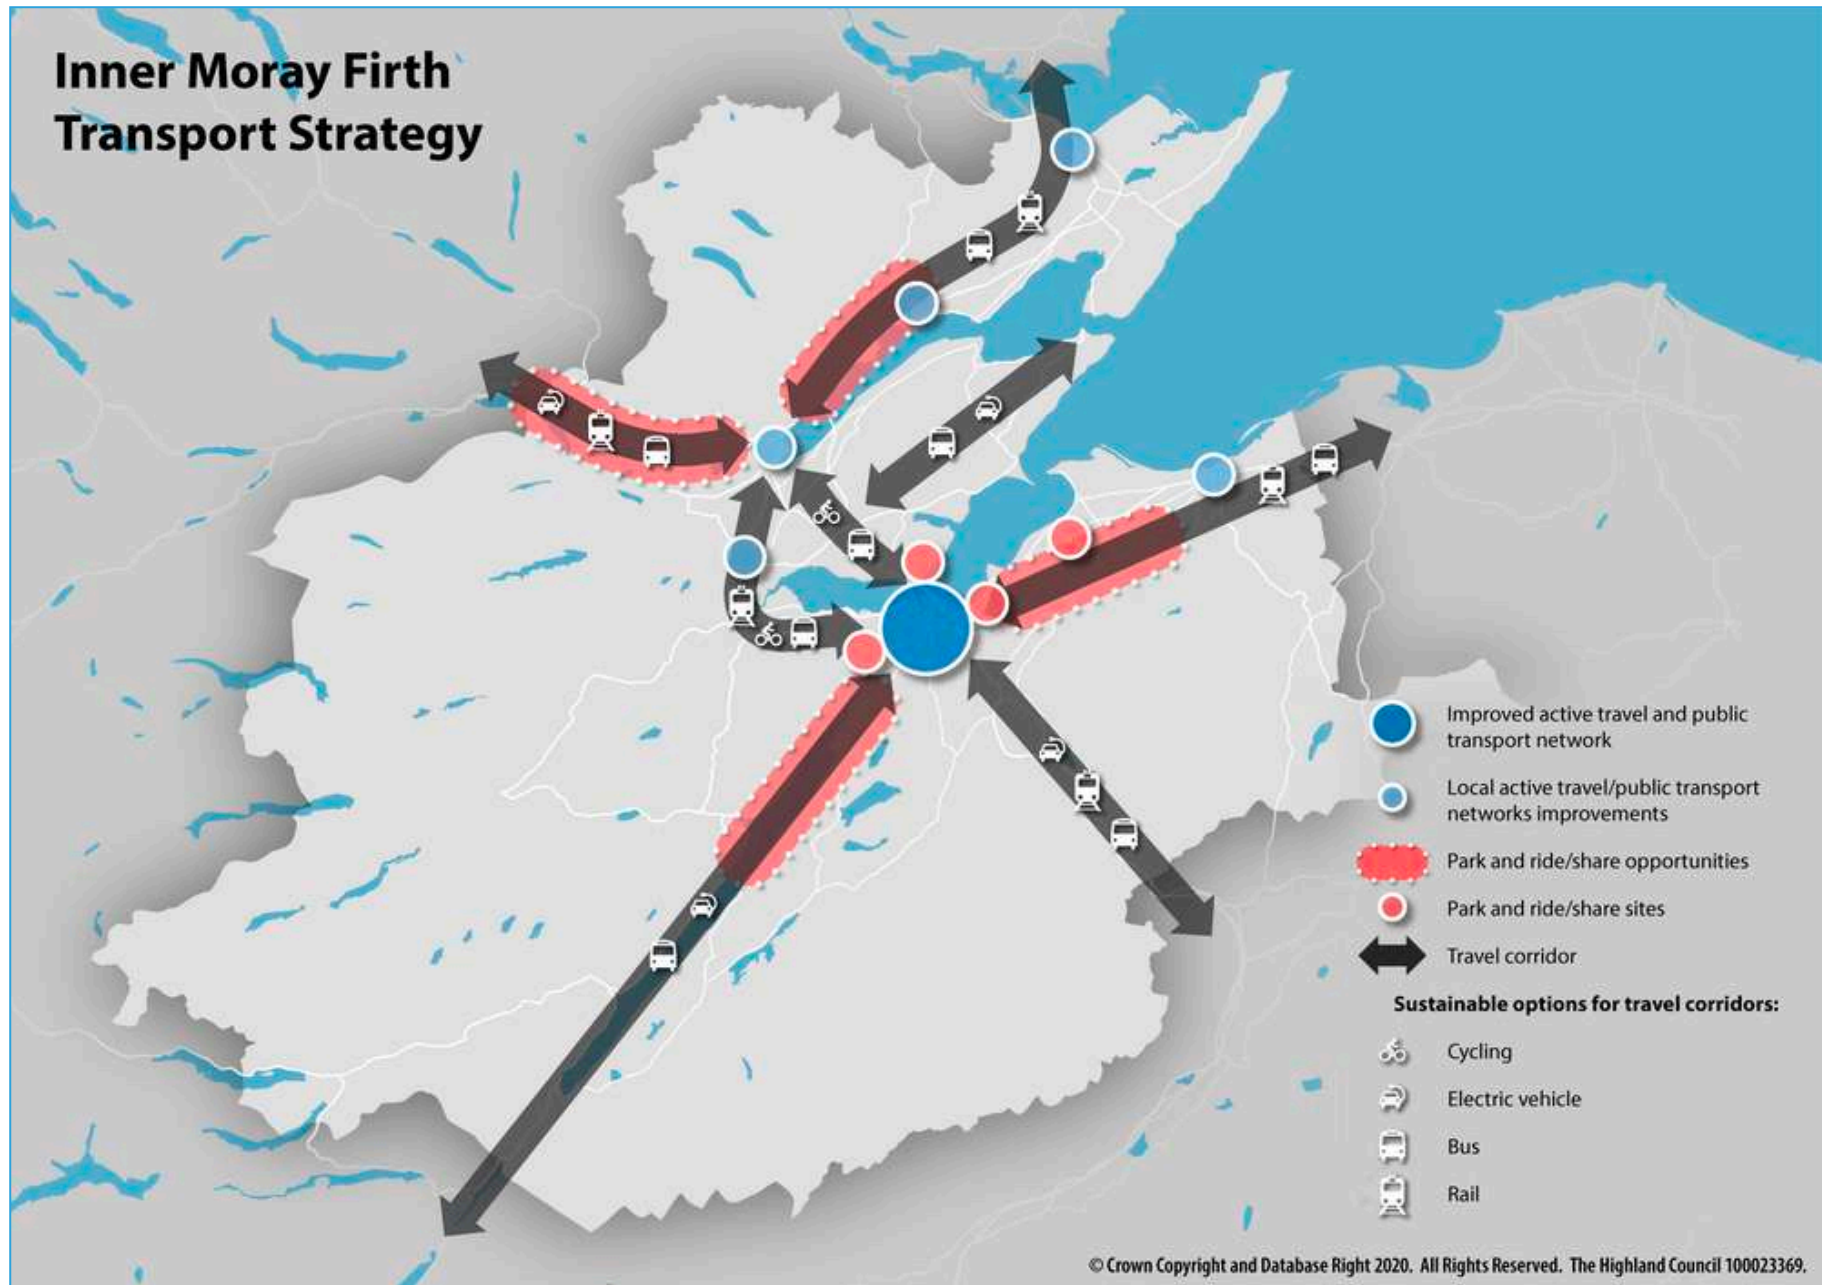 Inner Moray Firth
Transport Strategy
Improved active travel and public
transport network
Local active travel/public transport
networks improvements
Park and ride/share opportunities
Park and ride/share sites
Travel corridor
Sustainable options for travel corridors:
Cycling
Electric vehicle
Bus
Rail
© Crown Copyright and Database Right 2020. All Rights Reserved. The Highland Council 100023369.